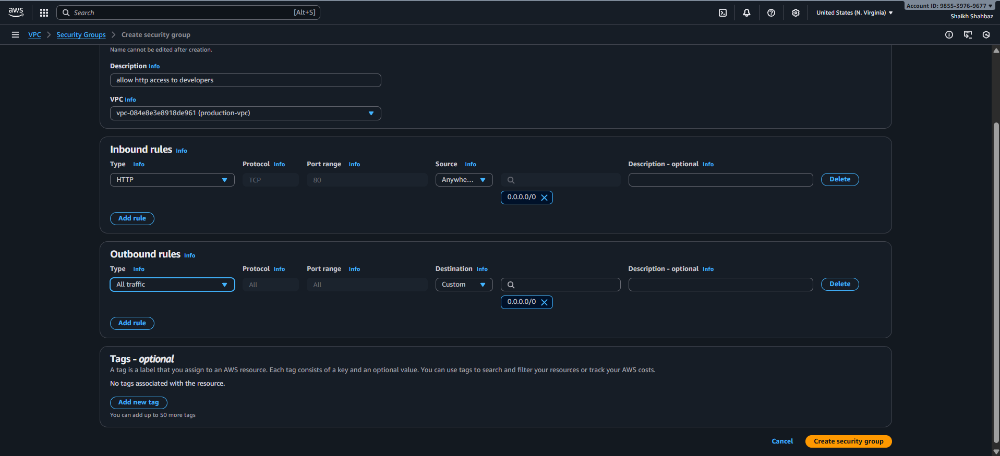 aws
Search [Alt+S]
United States (N. Virginia)
Account ID: 9855-3976-9677
Shaikh Shahbaz
VPC Security Groups Create security group
Name cannot be edited after creation.
Description Info
allow http access to developers
VPC Info
vpc-084e8e3e8918de961 (production-vpc)
Inbound rules Info
Type Info Protocol Info Port range Info Source Info Description - optional Info
HTTP TCP 80 Anywhe... Delete
0.0.0.0/0
Add rule
Outbound rules Info
Type Info Protocol Info Port range Info Destination Info Description - optional Info
All traffic All All Custom Delete
0.0.0.0/0
Add rule
Tags - optional
A tag is a label that you assign to an AWS resource. Each tag consists of a key and an optional value. You can use tags to search and filter your resources or track your AWS costs.
No tags associated with the resource.
Add new tag
You can add up to 50 more tags
Cancel Create security group